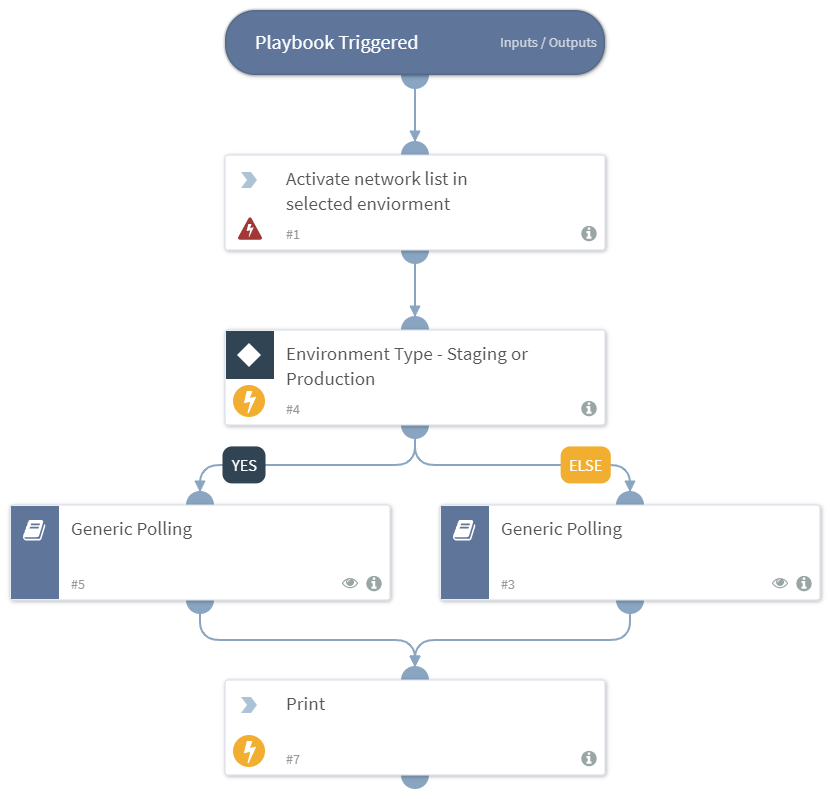 Playbook Triggered
Inputs / Outputs
Activate network list in
selected enviorment
#1
Environment Type - Staging or
Production
#4
YES
ELSE
Generic Polling
#5
Generic Polling
#3
Print
#7